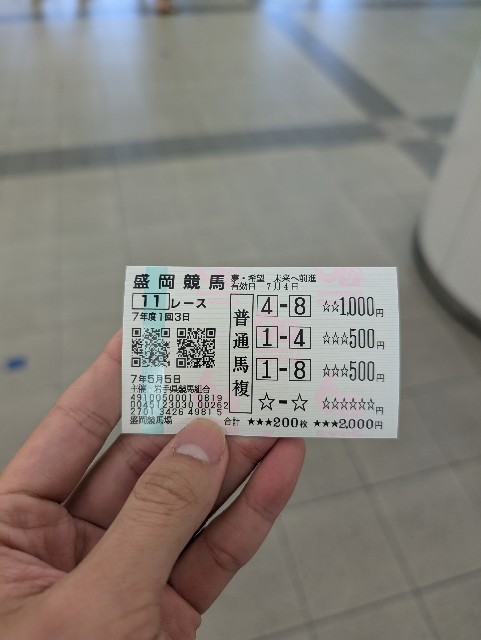 盛岡競馬 夢・希望 未来へ前進
有効日 7月4日
11レース
7年度1回3日
普通馬複
4-8 ☆☆1,000円
1-4 ☆☆☆500円
1-8 ☆☆☆500円
☆-☆ ☆☆☆☆☆☆円
7年5月5日
主催 岩手県競馬組合
4910050001 0819
0045123030 00262
2701 3426 4981 5
盛岡競馬場 合計 ★★★200枚 ★★★2,000円